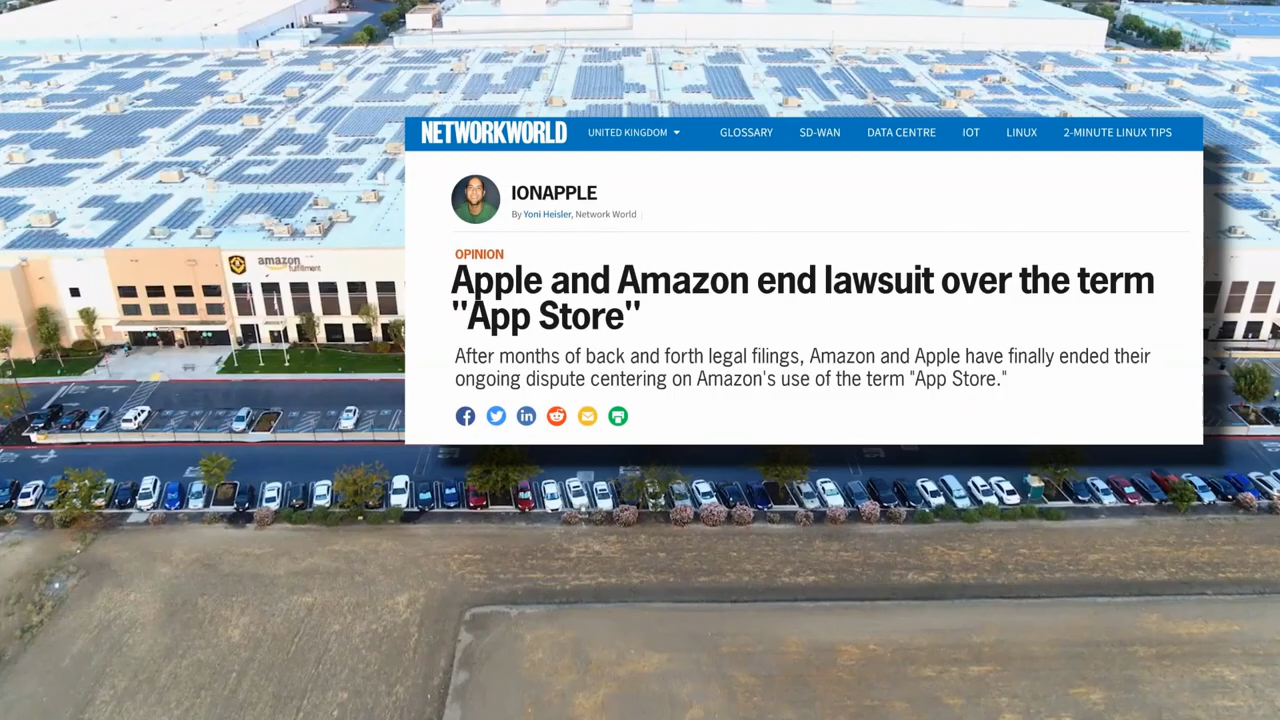 NETWORKWORLD
UNITED KINGDOM
GLOSSARY
SD-WAN
DATA CENTRE
IOT
LINUX
2-MINUTE LINUX TIPS
IONAPPLE
By Yoni Heisler, Network World
OPINION
Apple and Amazon end lawsuit over the term
"App Store"
After months of back and forth legal filings, Amazon and Apple have finally ended their
ongoing dispute centering on Amazon's use of the term "App Store."
amazon
fulfillment